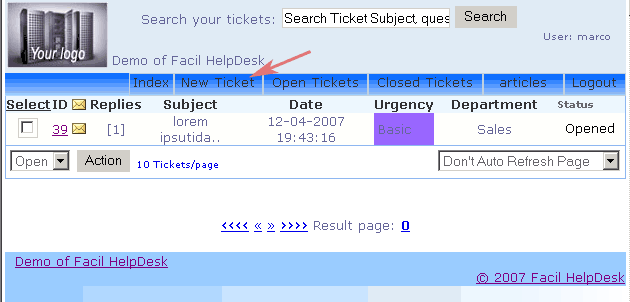 Your logo
Search your tickets: Search Ticket Subject, ques Search
User: marco
Demo of Facil HelpDesk
Index New Ticket Open Tickets Closed Tickets articles Logout
Select ID Replies Subject Date Urgency Department Status
39 [1] lorem ipsutida.. 12-04-2007 19:43:16 Basic Sales Opened
Open Action 10 Tickets/page Don't Auto Refresh Page
<<<< « » >>>> Result page: 0
Demo of Facil HelpDesk
© 2007 Facil HelpDesk